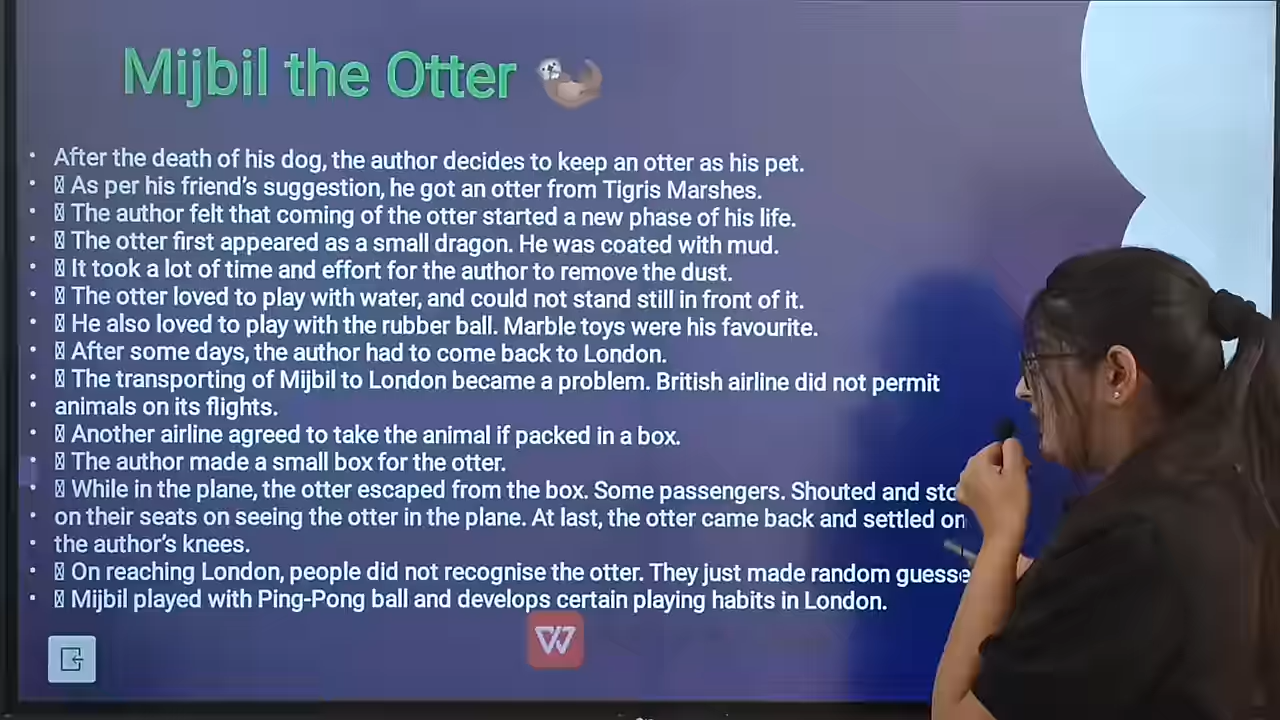 Mijbil the Otter
After the death of his dog, the author decides to keep an otter as his pet.
As per his friend's suggestion, he got an otter from Tigris Marshes.
The author felt that coming of the otter started a new phase of his life.
The otter first appeared as a small dragon. He was coated with mud.
It took a lot of time and effort for the author to remove the dust.
The otter loved to play with water, and could not stand still in front of it.
He also loved to play with the rubber ball. Marble toys were his favourite.
After some days, the author had to come back to London.
The transporting of Mijbil to London became a problem. British airline did not permit
animals on its flights.
Another airline agreed to take the animal if packed in a box.
The author made a small box for the otter.
While in the plane, the otter escaped from the box. Some passengers. Shouted and
on their seats on seeing the otter in the plane. At last, the otter came back and settled on
the author's knees.
On reaching London, people did not recognise the otter. They just made random
Mijbil played with Ping-Pong ball and develops certain playing habits in London.